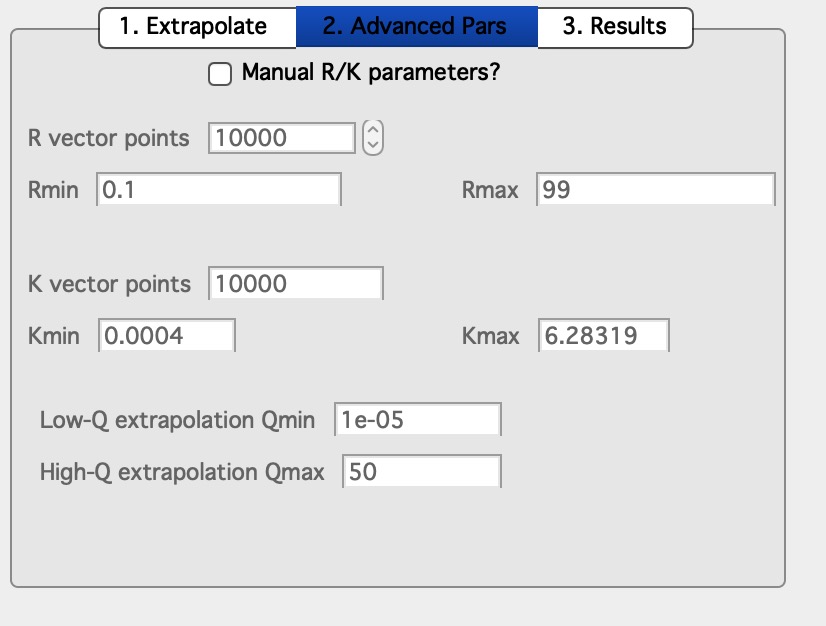 1. Extrapolate 2. Advanced Pars 3. Results
Manual R/K parameters?
R vector points 10000
Rmin 0.1 Rmax 99
K vector points 10000
Kmin 0.0004 Kmax 6.28319
Low-Q extrapolation Qmin 1e-05
High-Q extrapolation Qmax 50